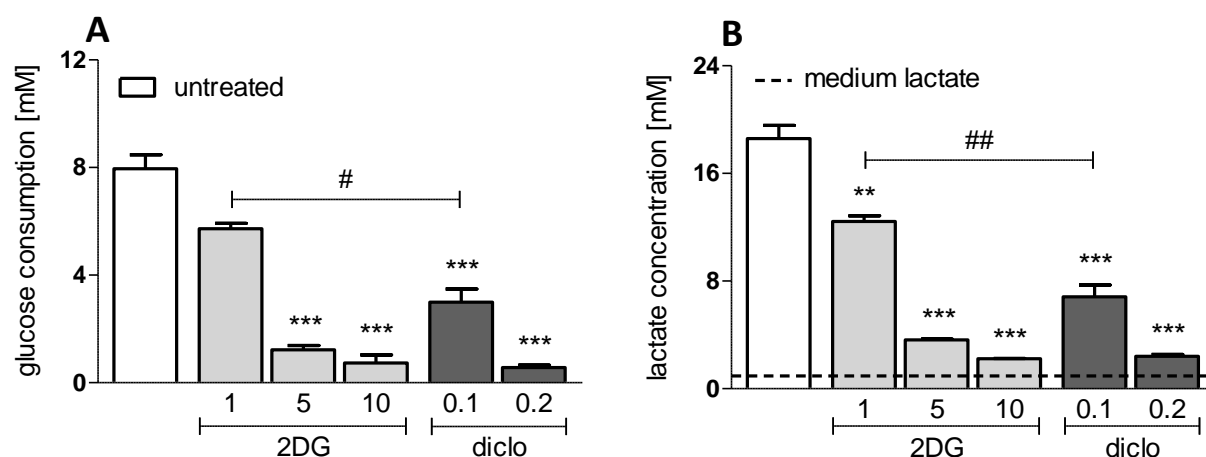 A
glucose consumption [mM]
12
8
4
0
untreated
#
***
***
***
***
1 5 10 0.1 0.2
2DG diclo
B
lactate concentration [mM]
24
16
8
0
medium lactate
##
**
***
***
***
***
1 5 10 0.1 0.2
2DG diclo